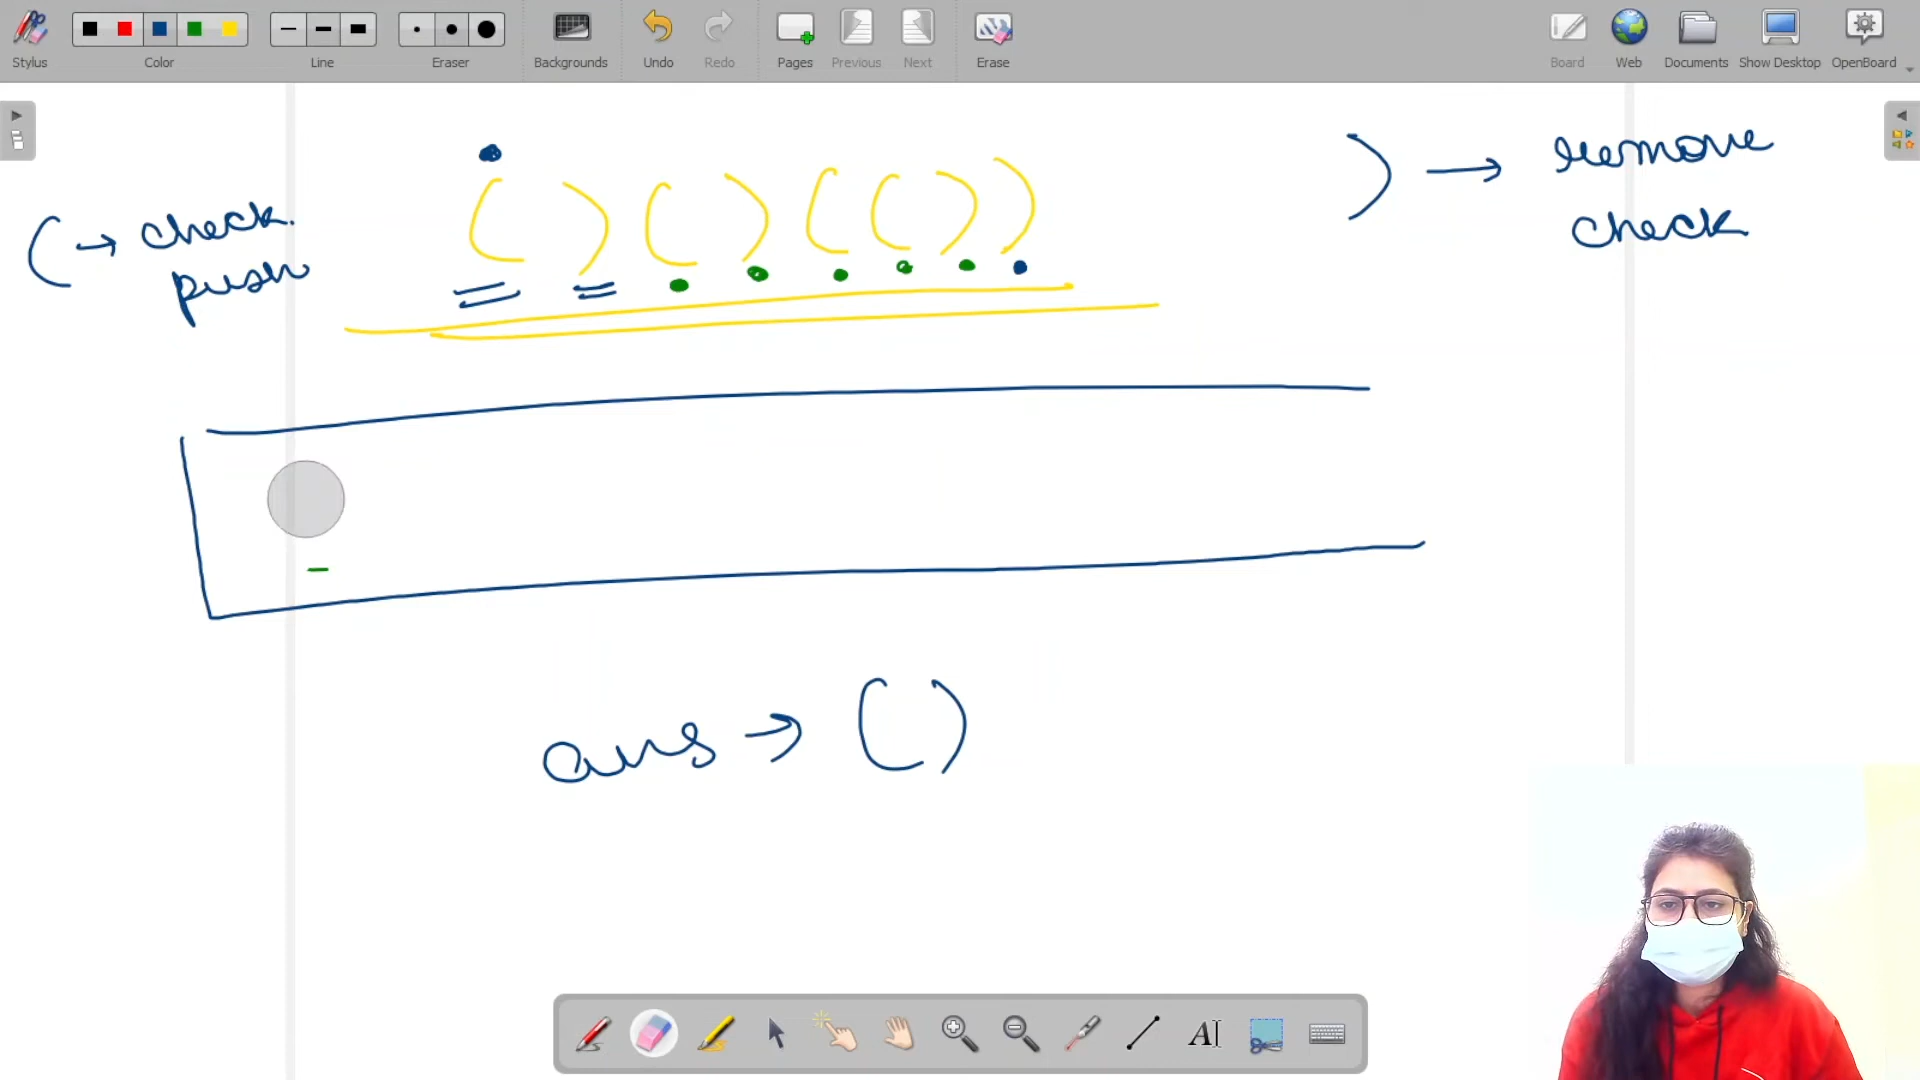 Stylus
Color
Line
Eraser
Backgrounds
Undo
Redo
Pages
Previous
Next
Erase
Board
Web
Documents
Show Desktop
OpenBoard
( → check.
push
( ) ( ) ( ( ) )
) → remove
check
ans → ( )